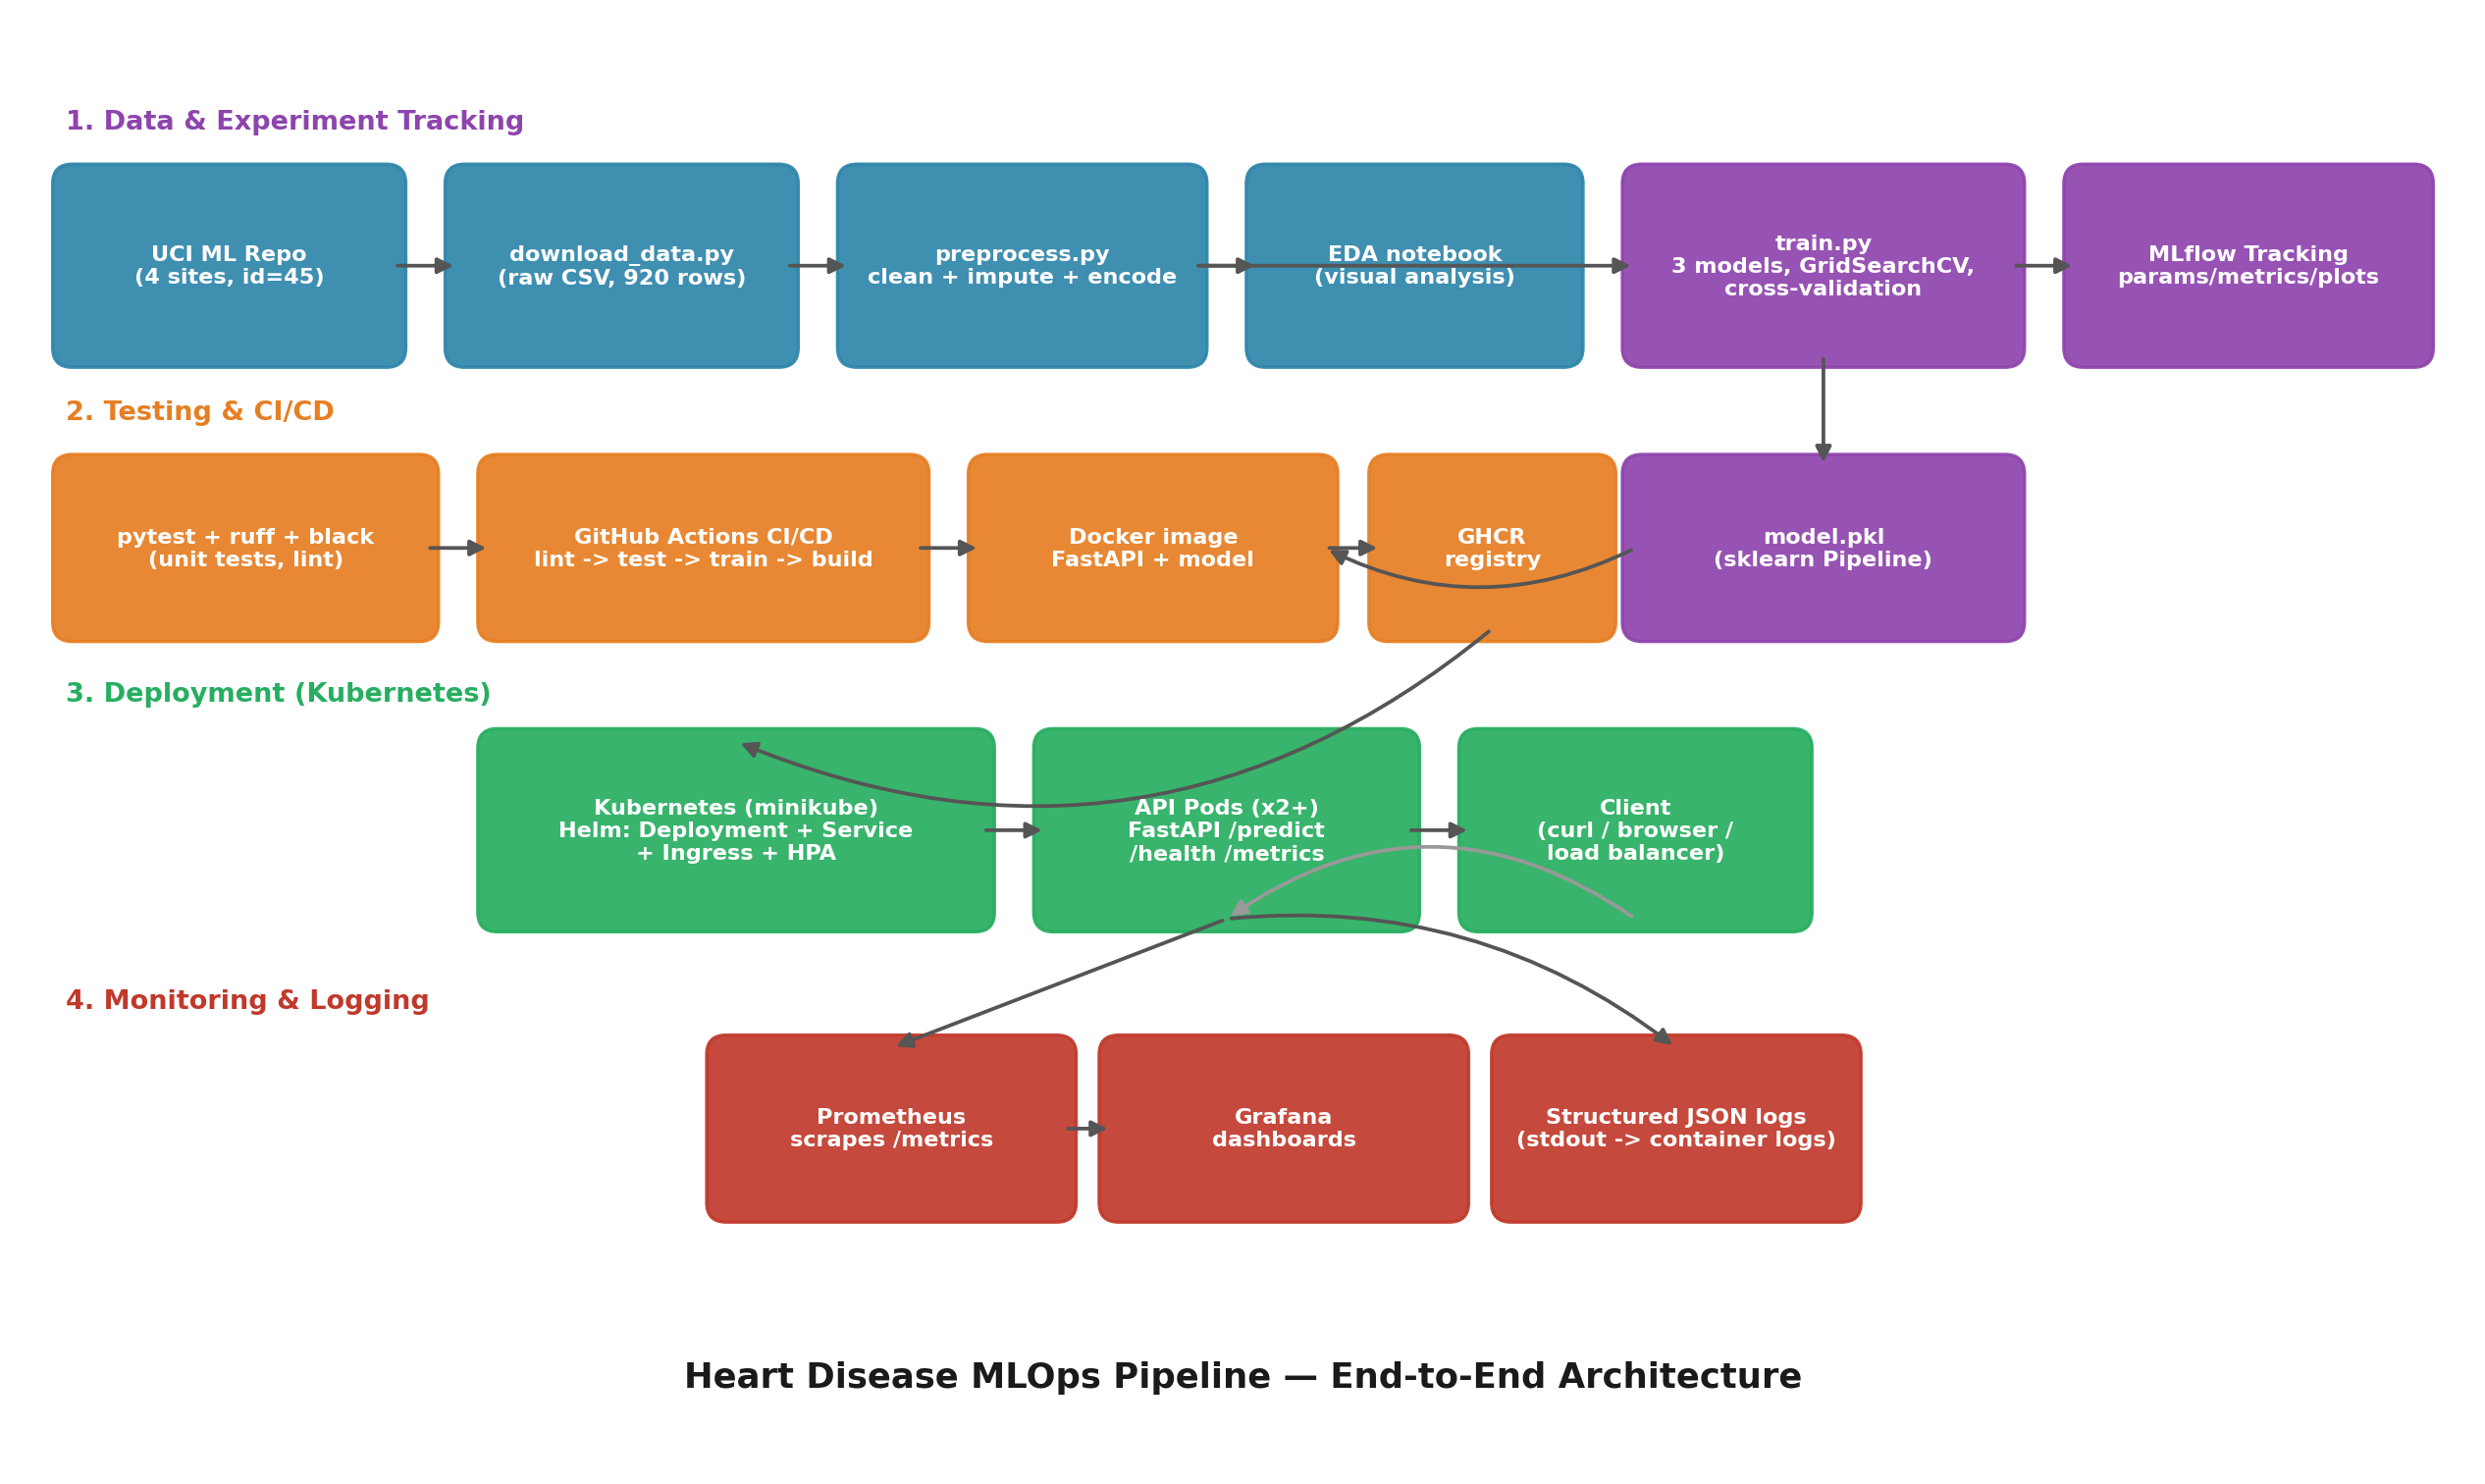 1. Data & Experiment Tracking
UCI ML Repo
(4 sites, id=45)
download_data.py
(raw CSV, 920 rows)
preprocess.py
clean + impute + encode
EDA notebook
(visual analysis)
train.py
3 models, GridSearchCV,
cross-validation
MLflow Tracking
params/metrics/plots
2. Testing & CI/CD
pytest + ruff + black
(unit tests, lint)
GitHub Actions CI/CD
lint -> test -> train -> build
Docker image
FastAPI + model
GHCR
registry
model.pkl
(sklearn Pipeline)
3. Deployment (Kubernetes)
Kubernetes (minikube)
Helm: Deployment + Service
+ Ingress + HPA
API Pods (x2+)
FastAPI /predict
/health /metrics
Client
(curl / browser /
load balancer)
4. Monitoring & Logging
Prometheus
scrapes /metrics
Grafana
dashboards
Structured JSON logs
(stdout -> container logs)
Heart Disease MLOps Pipeline — End-to-End Architecture